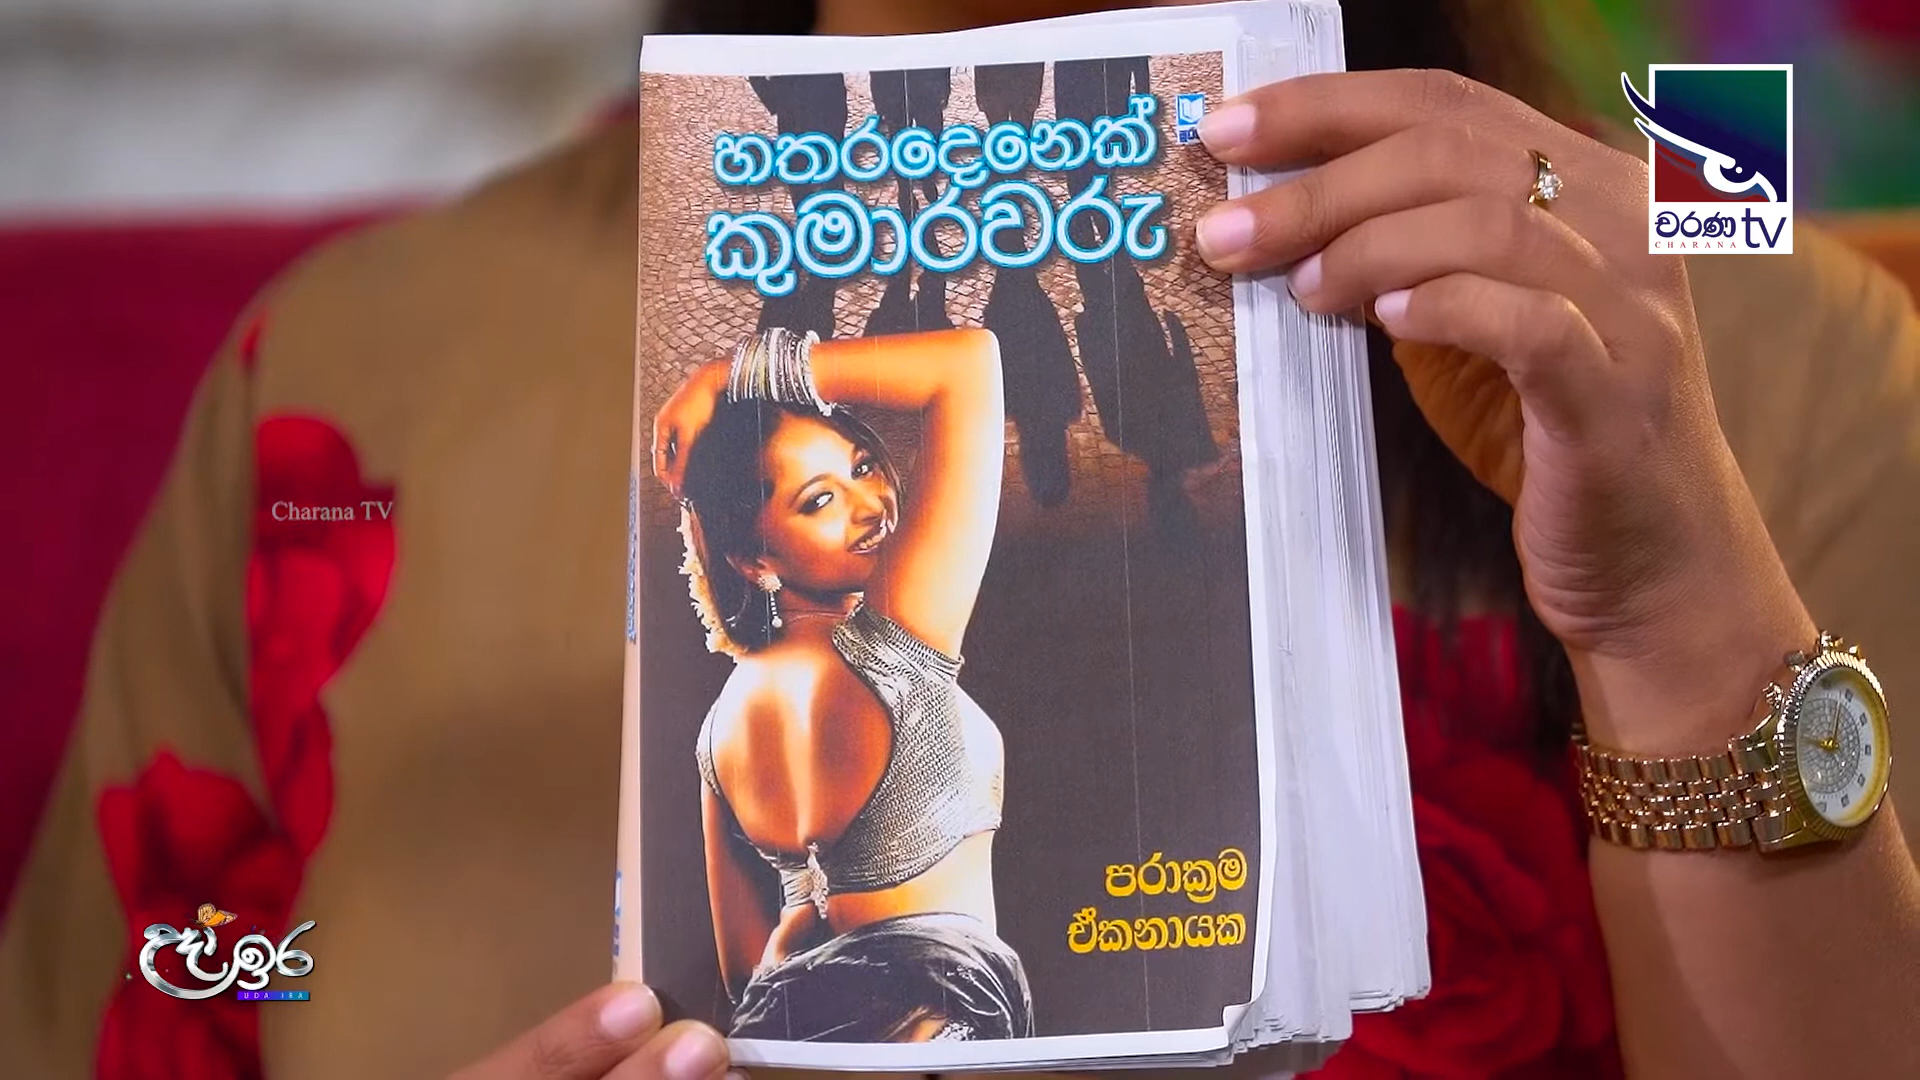 හතරදෙනෙක්
කුමාරවරු
පරාක්‍රම
ඒකනායක
චරණ tv
CHARANA
Charana TV
උදා ඉර
UDA IRA